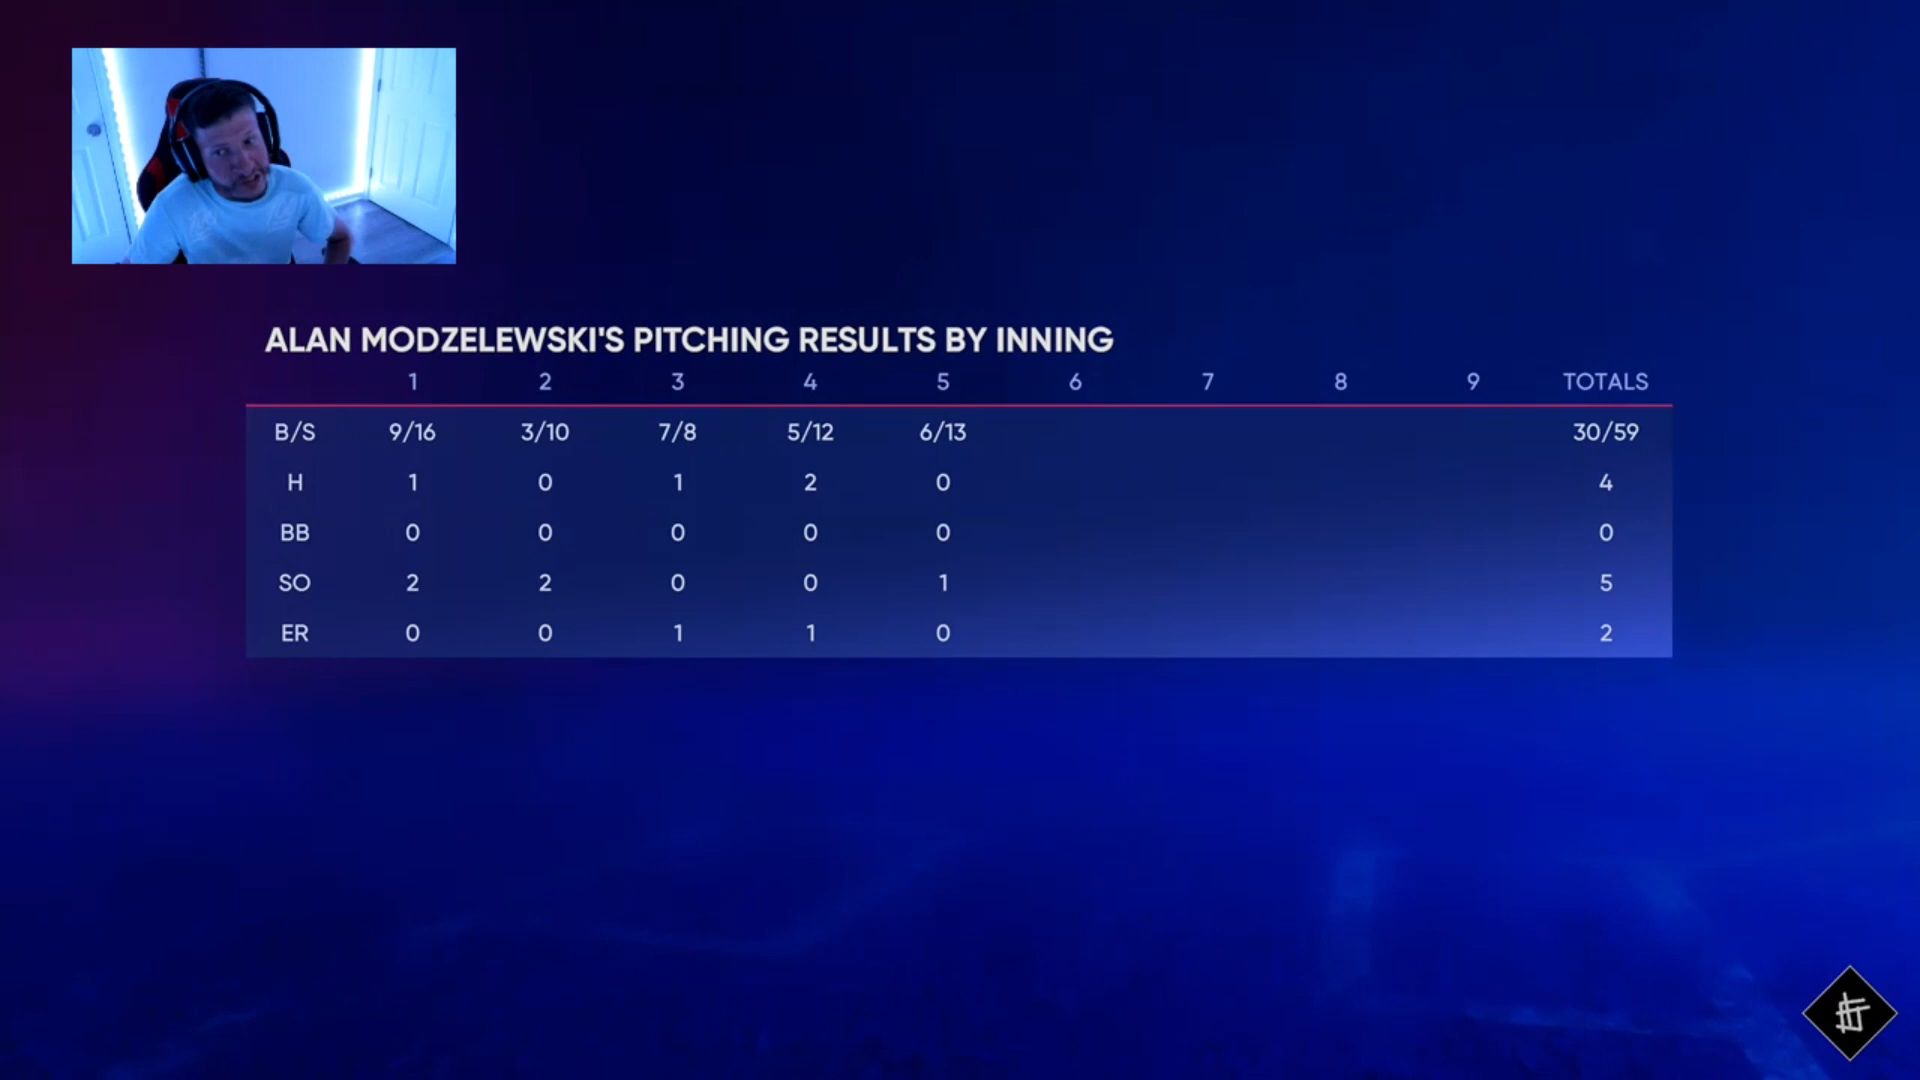 ALAN MODZELEWSKI'S PITCHING RESULTS BY INNING
1 2 3 4 5 6 7 8 9 TOTALS
B/S 9/16 3/10 7/8 5/12 6/13 30/59
H 1 0 1 2 0 4
BB 0 0 0 0 0 0
SO 2 2 0 0 1 5
ER 0 0 1 1 0 2